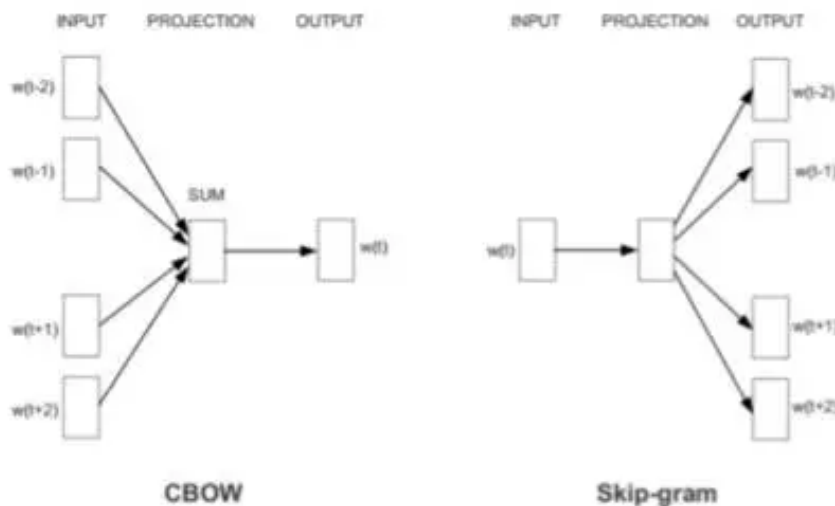 INPUT PROJECTION OUTPUT
w(t-2)
w(t-1)
SUM
w(t)
w(t+1)
w(t+2)
CBOW
INPUT PROJECTION OUTPUT
w(t-2)
w(t-1)
w(t)
w(t+1)
w(t+2)
Skip-gram